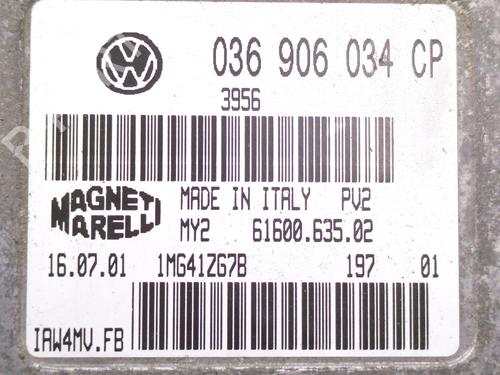 036 906 034 CP
3956
MAGNETI MARELLI
MADE IN ITALY PV2
MY2 61600.635.02
16.07.01 1MG41ZG7B 197 01
IAW4MV.FB